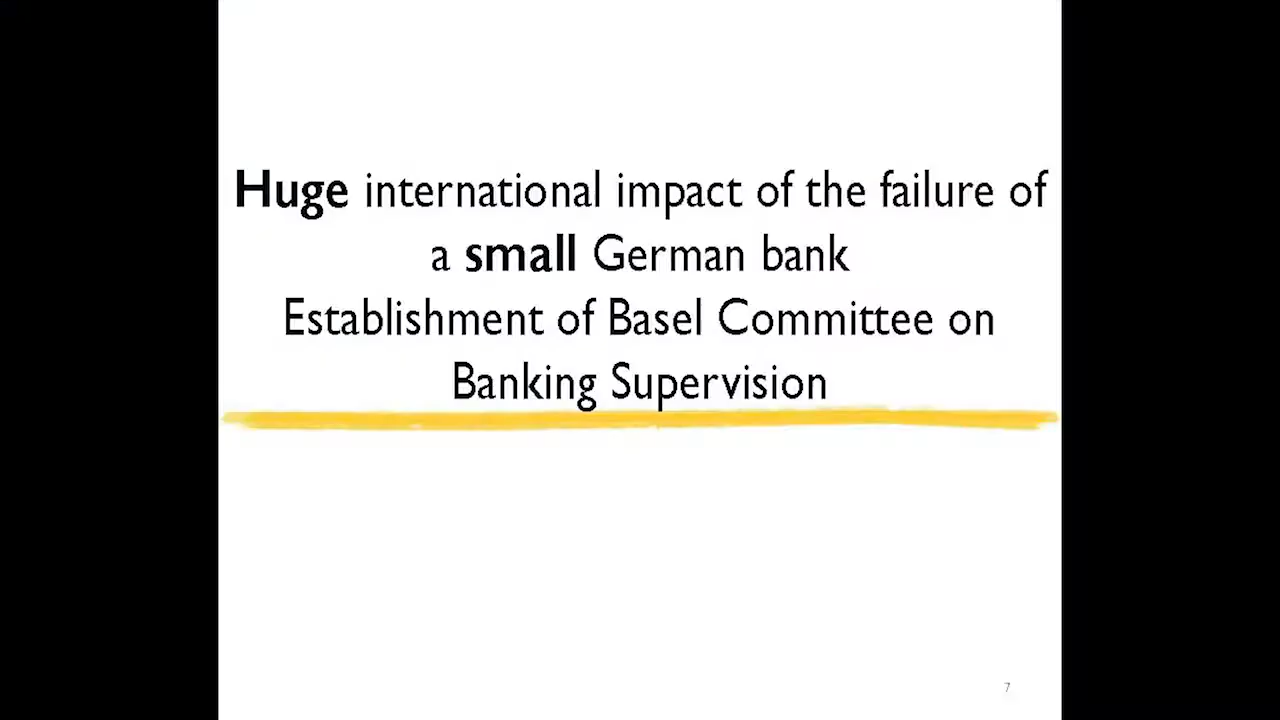 Huge international impact of the failure of
a small German bank
Establishment of Basel Committee on
Banking Supervision
7